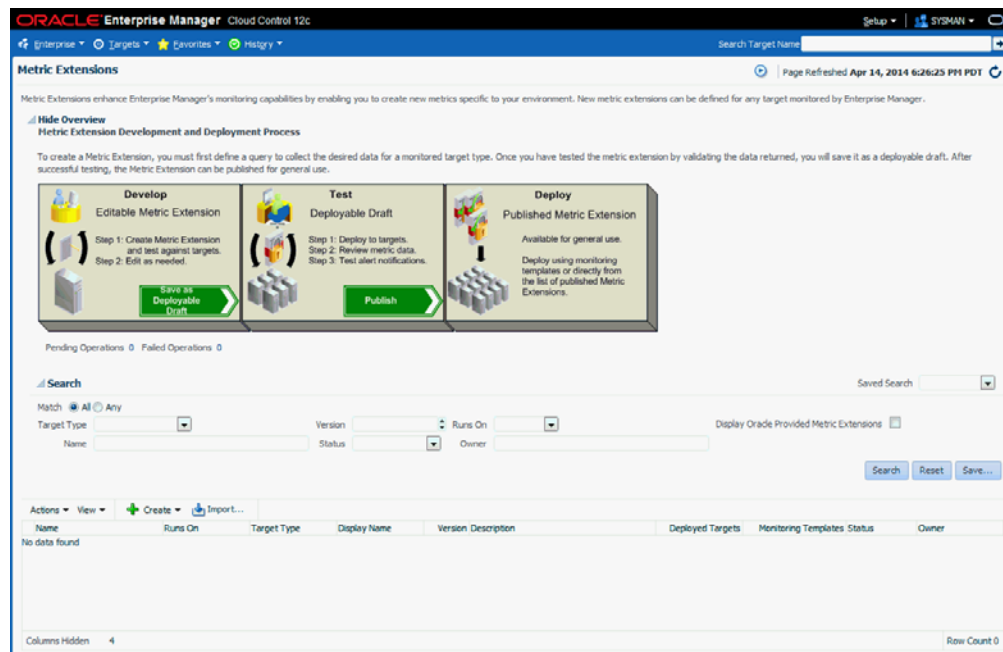 ORACLE Enterprise Manager Cloud Control 12c
Setup SYSMAN
Enterprise Targets Favorites History
Search Target Name
Metric Extensions
Page Refreshed Apr 14, 2014 6:26:25 PM PDT
Metric Extensions enhance Enterprise Manager's monitoring capabilities by enabling you to create new metrics specific to your environment. New metric extensions can be defined for any target monitored by Enterprise Manager.
Hide Overview
Metric Extension Development and Deployment Process
To create a Metric Extension, you must first define a query to collect the desired data for a monitored target type. Once you have tested the metric extension by validating the data returned, you will save it as a deployable draft. After
successful testing, the Metric Extension can be published for general use.
Develop
Editable Metric Extension
Step 1: Create Metric Extension
and test against targets.
Step 2: Edit as needed.
Save as
Deployable
Draft
Test
Deployable Draft
Step 1: Deploy to targets.
Step 2: Review metric data.
Step 3: Test alert notifications.
Publish
Deploy
Published Metric Extension
Available for general use.
Deploy using monitoring
templates or directly from
the list of published Metric
Extensions.
Pending Operations 0 Failed Operations 0
Search
Saved Search
Match All Any
Target Type Version Runs On Display Oracle Provided Metric Extensions
Name Status Owner
Search Reset Save...
Actions View Create Import...
Name Runs On Target Type Display Name Version Description Deployed Targets Monitoring Templates Status Owner
No data found
Columns Hidden 4
Row Count 0